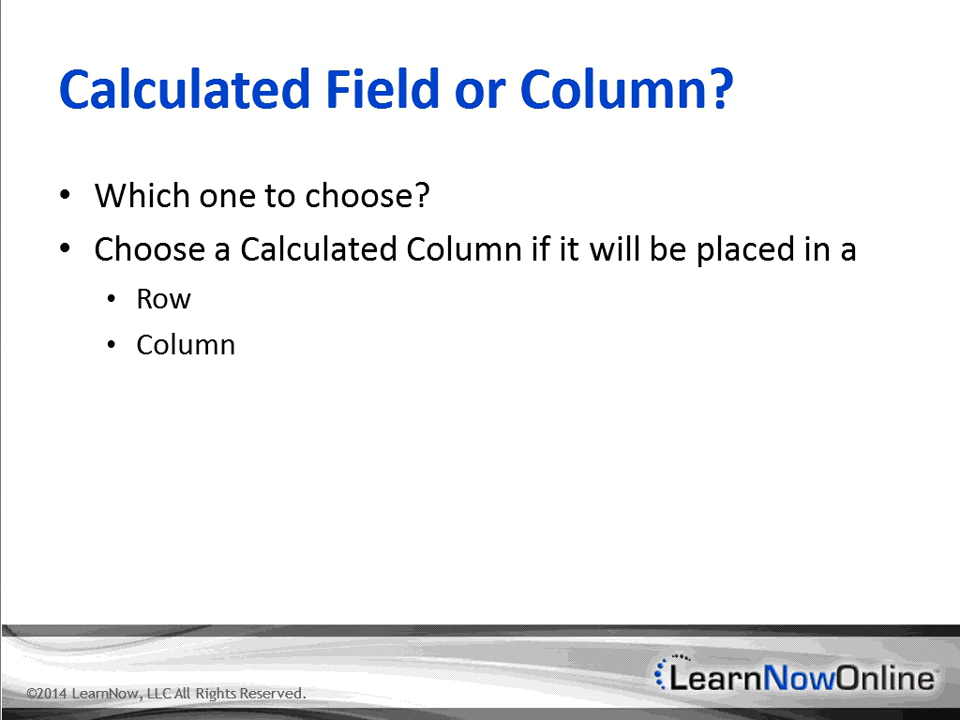 Calculated Field or Column?
• Which one to choose?
• Choose a Calculated Column if it will be placed in a
• Row
• Column
©2014 LearnNow, LLC All Rights Reserved.
LearnNowOnline